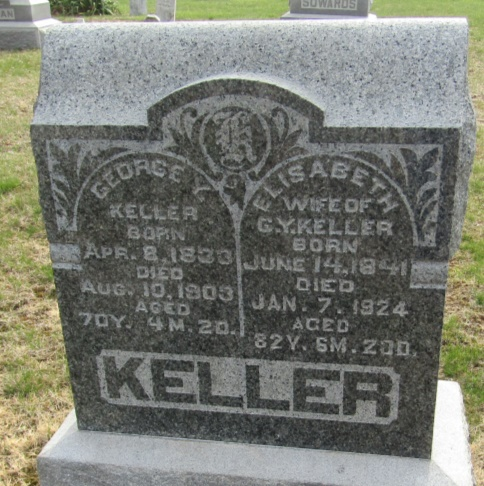 SOWARDS
K
GEORGE Y.
KELLER
BORN
APR. 8, 1833
DIED
AUG. 10, 1903
AGED
70Y. 4M. 2D.
ELISABETH
WIFE OF
G.Y. KELLER
BORN
JUNE 14, 1841
DIED
JAN. 7, 1924
AGED
82Y. 6M. 20D.
KELLER